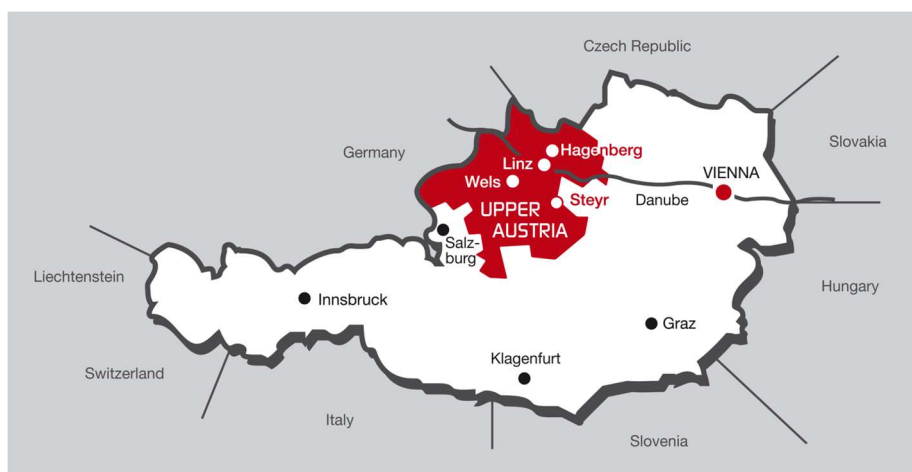 Czech Republic
Germany
Slovakia
Hagenberg
Linz
Wels
VIENNA
Steyr
Danube
UPPER
AUSTRIA
Salz-
burg
Liechtenstein
Innsbruck
Hungary
Graz
Klagenfurt
Switzerland
Italy
Slovenia